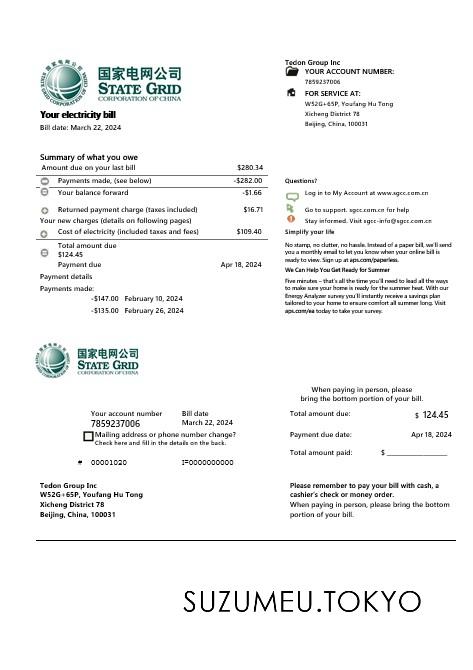 国家电网公司
STATE GRID
CORPORATION OF CHINA
Your electricity bill
Bill date: March 22, 2024
Tedon Group Inc
YOUR ACCOUNT NUMBER:
7859237006
FOR SERVICE AT:
W52G+65P, Youfang Hu Tong
Xicheng District 78
Beijing, China, 100031
Summary of what you owe
Amount due on your last bill $280.34
Payments made, (see below) -$282.00
Your balance forward -$1.66
Returned payment charge (taxes included) $16.71
Your new charges (details on following pages)
Cost of electricity (included taxes and fees) $109.40
Total amount due
$124.45
Payment due Apr 18, 2024
Payment details
Payments made:
-$147.00 February 10, 2024
-$135.00 February 26, 2024
Questions?
Log in to My Account at www.sgcc.com.cn
Go to support. sgcc.com.cn for help
Stay informed. Visit sgcc-info@sgcc.com.cn
Simplify your life
No stamp, no clutter, no hassle. Instead of a paper bill, we'll send
you a monthly email to let you know when your online bill is
ready to view. Sign up at aps.com/paperless.
We Can Help You Get Ready for Summer
Five minutes – that's all the time you'll need to lead all the ways
to make sure your home is ready for the summer heat. With our
Energy Analyzer survey you'll instantly receive a savings plan
tailored to your home to ensure comfort all summer long. Visit
aps.com/ea today to take your survey.
国家电网公司
STATE GRID
CORPORATION OF CHINA
When paying in person, please
bring the bottom portion of your bill.
Your account number Bill date
7859237006 March 22, 2024
Mailing address or phone number change?
Check here and fill in the details on the back.
# 00001020 I=0000000000
Total amount due: $ 124.45
Payment due date: Apr 18, 2024
Total amount paid: $
Tedon Group Inc
W52G+65P, Youfang Hu Tong
Xicheng District 78
Beijing, China, 100031
Please remember to pay your bill with cash, a
cashier's check or money order.
When paying in person, please bring the bottom
portion of your bill.
SUZUMEU.TOKYO